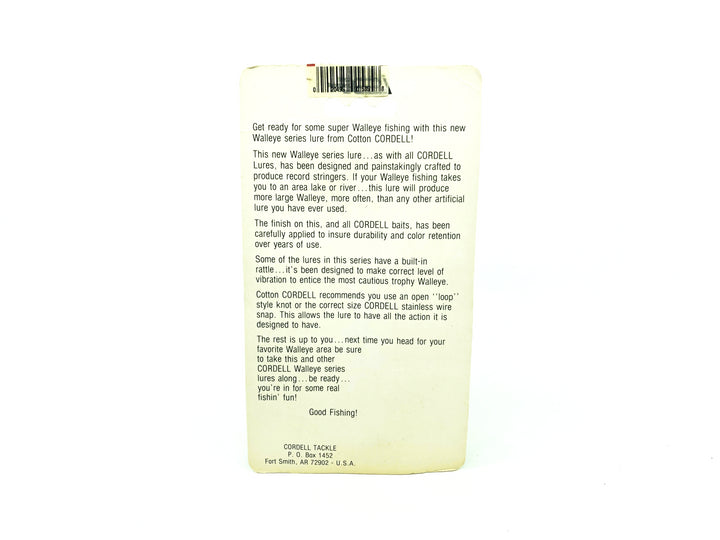 Get ready for some super Walleye fishing with this new
Walleye series lure from Cotton CORDELL!
This new Walleye series lure...as with all CORDELL
Lures, has been designed and painstakingly crafted to
produce record stringers. If your Walleye fishing takes
you to an area lake or river...this lure will produce
more large Walleye, more often, than any other artificial
lure you have ever used.
The finish on this, and all CORDELL baits, has been
carefully applied to insure durability and color retention
over years of use.
Some of the lures in this series have a built-in
rattle...it's been designed to make correct level of
vibration to entice the most cautious trophy Walleye.
Cotton CORDELL recommends you use an open ''loop''
style knot or the correct size CORDELL stainless wire
snap. This allows the lure to have all the action it is
designed to have.
The rest is up to you...next time you head for your
favorite Walleye area be sure
to take this and other
CORDELL Walleye series
lures along...be ready...
you're in for some real
fishin' fun!
Good Fishing!
CORDELL TACKLE
P. O. Box 1452
Fort Smith, AR 72902 - U.S.A.